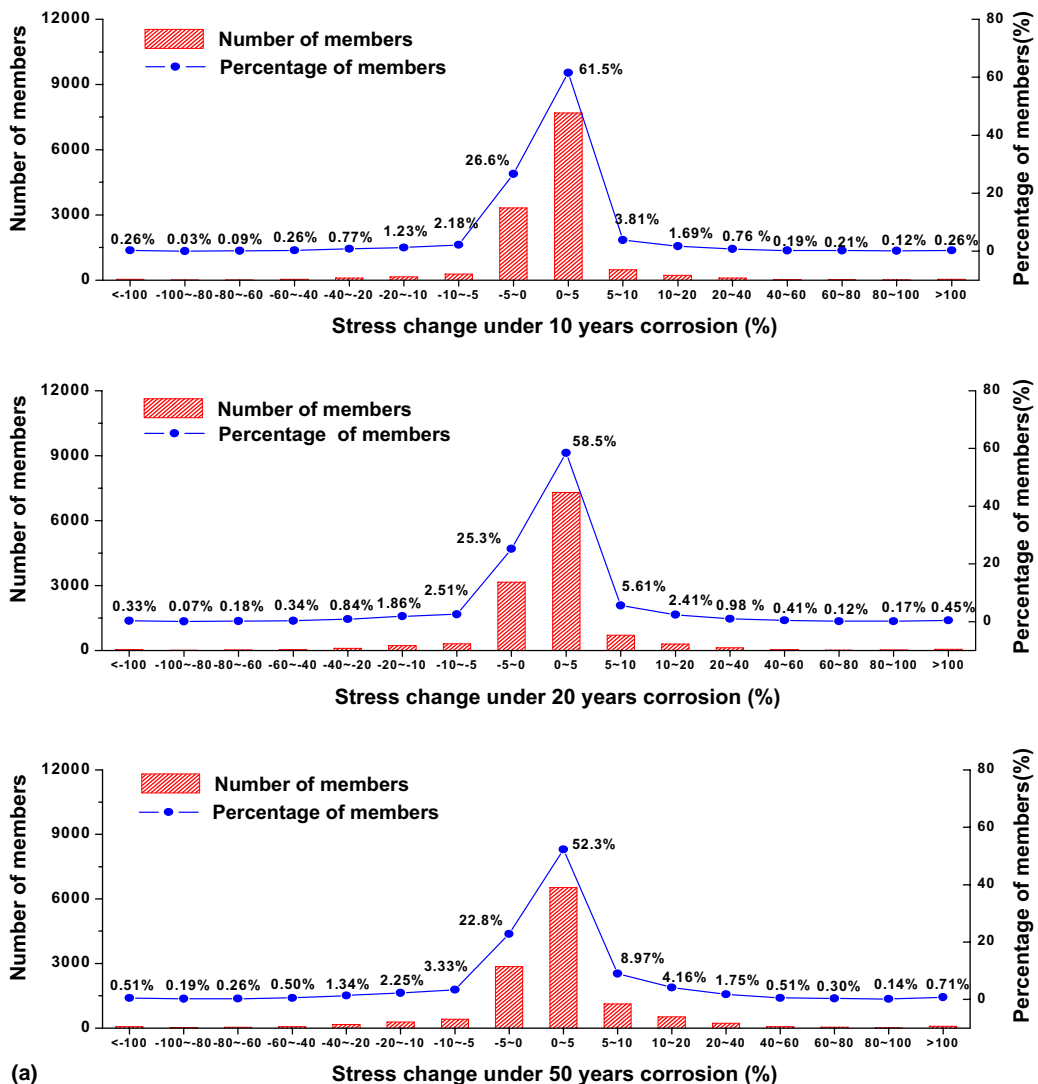 12000
80
Number of members
Percentage of members
9000
61.5%
60
Number of members
Percentage of members(%)
6000
40
26.6%
3000
20
0.26% 0.03% 0.09% 0.26% 0.77% 1.23% 2.18% 3.81% 1.69% 0.76 % 0.19% 0.21% 0.12% 0.26%
0
0
<-100 -100~-80 -80~-60 -60~-40 -40~-20 -20~-10 -10~-5 -5~0 0~5 5~10 10~20 20~40 40~60 60~80 80~100 >100
Stress change under 10 years corrosion (%)
12000
80
Number of members
Percentage of members
58.5%
9000
60
Number of members
Percentage of members(%)
6000
40
25.3%
3000
20
0.33% 0.07% 0.18% 0.34% 0.84% 1.86% 2.51% 5.61% 2.41% 0.98 % 0.41% 0.12% 0.17% 0.45%
0
0
<-100 -100~-80 -80~-60 -60~-40 -40~-20 -20~-10 -10~-5 -5~0 0~5 5~10 10~20 20~40 40~60 60~80 80~100 >100
Stress change under 20 years corrosion (%)
12000
80
Number of members
Percentage of members
52.3%
9000
60
Number of members
Percentage of members(%)
6000
40
22.8%
3000
20
0.51% 0.19% 0.26% 0.50% 1.34% 2.25% 3.33% 8.97% 4.16% 1.75% 0.51% 0.30% 0.14% 0.71%
0
0
<-100 -100~-80 -80~-60 -60~-40 -40~-20 -20~-10 -10~-5 -5~0 0~5 5~10 10~20 20~40 40~60 60~80 80~100 >100
(a) Stress change under 50 years corrosion (%)